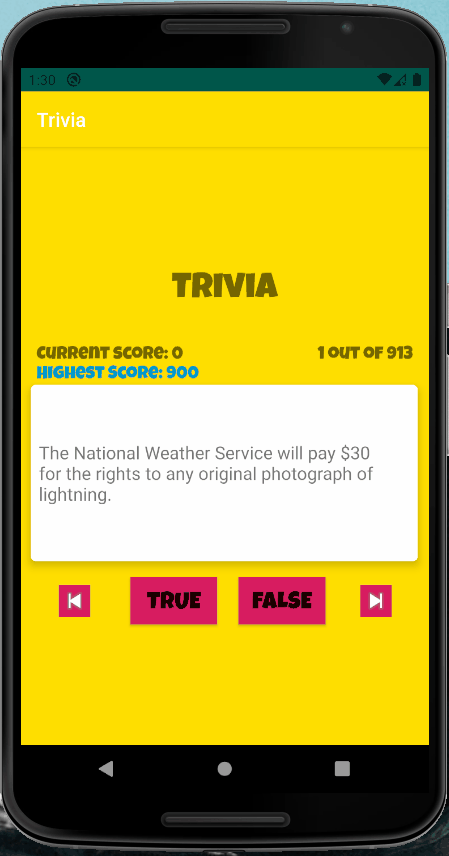 1:30
Trivia
TRIVIA
Current Score: 0
1 out of 913
Highest Score: 900
The National Weather Service will pay $30
for the rights to any original photograph of
lightning.
TRUE
FALSE